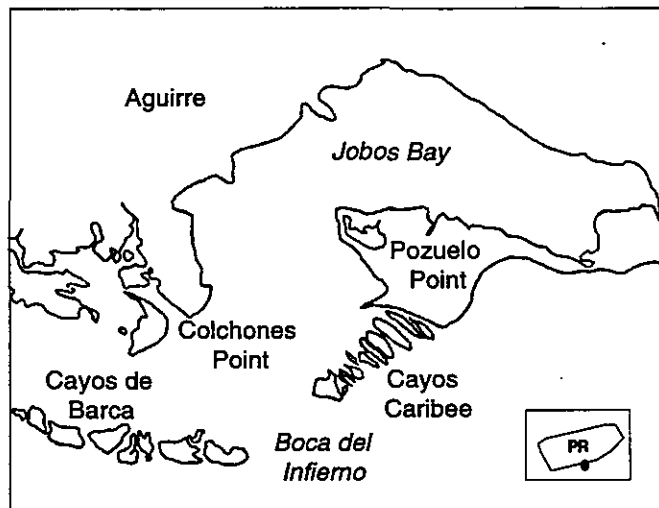 Aguirre
Jobos Bay
Pozuelo
Point
Colchones
Point
Cayos de
Barca
Cayos
Caribee
Boca del
Infierno
PR